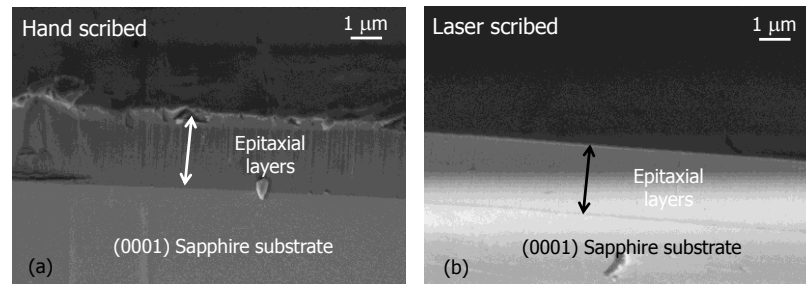 Hand scribed
1 μm
Epitaxial
layers
(0001) Sapphire substrate
(a)
Laser scribed
1 μm
Epitaxial
layers
(0001) Sapphire substrate
(b)